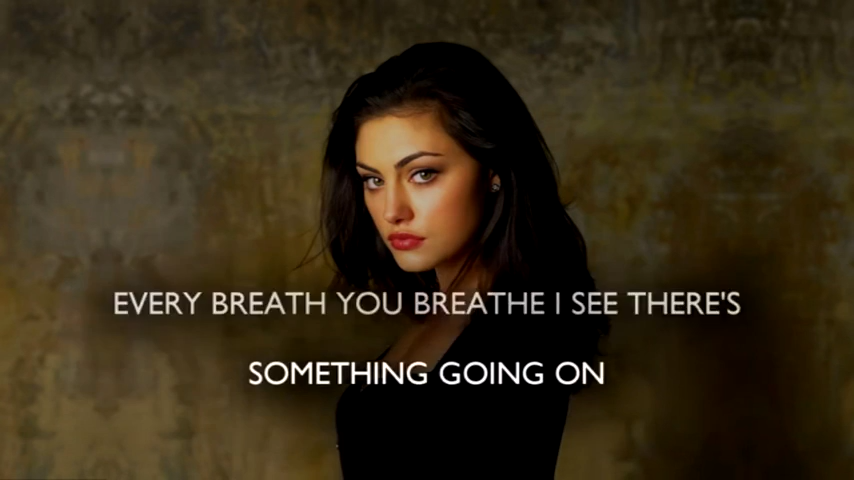 EVERY BREATH YOU BREATHE I SEE THERE'S
SOMETHING GOING ON